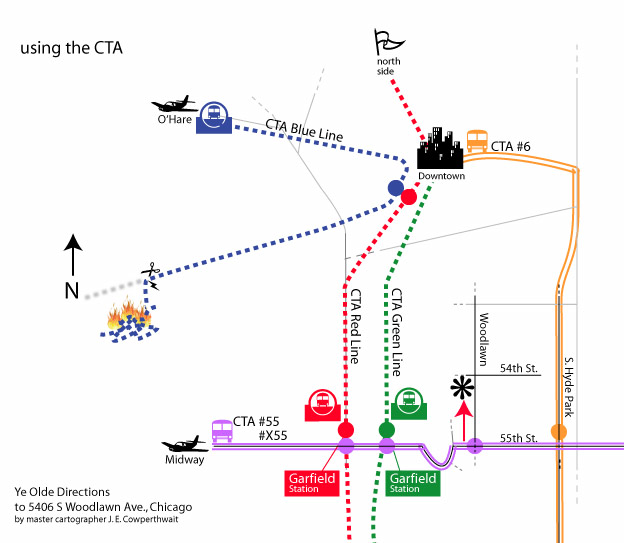 using the CTA
north
side
O'Hare
CTA Blue Line
CTA #6
Downtown
N
CTA Red Line
CTA Green Line
Woodlawn
S. Hyde Park
54th St.
CTA #55
#X55
55th St.
Midway
Garfield
Station
Garfield
Station
Ye Olde Directions
to 5406 S Woodlawn Ave., Chicago
by master cartographer J. E. Cowperthwait